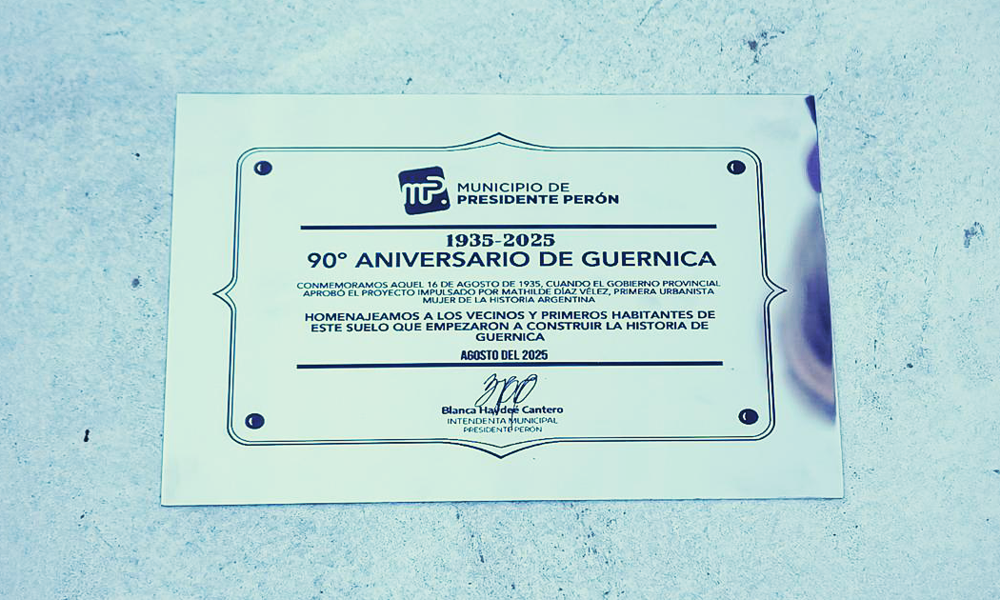 mp.
MUNICIPIO DE
PRESIDENTE PERÓN
1935-2025
90° ANIVERSARIO DE GUERNICA
CONMEMORAMOS AQUEL 16 DE AGOSTO DE 1935, CUANDO EL GOBIERNO PROVINCIAL
APROBÓ EL PROYECTO IMPULSADO POR MATHILDE DÍAZ VÉLEZ, PRIMERA URBANISTA
MUJER DE LA HISTORIA ARGENTINA
HOMENAJEAMOS A LOS VECINOS Y PRIMEROS HABITANTES DE
ESTE SUELO QUE EMPEZARON A CONSTRUIR LA HISTORIA DE
GUERNICA
AGOSTO DEL 2025
Blanca Haydeé Cantero
INTENDENTA MUNICIPAL
PRESIDENTE PERÓN